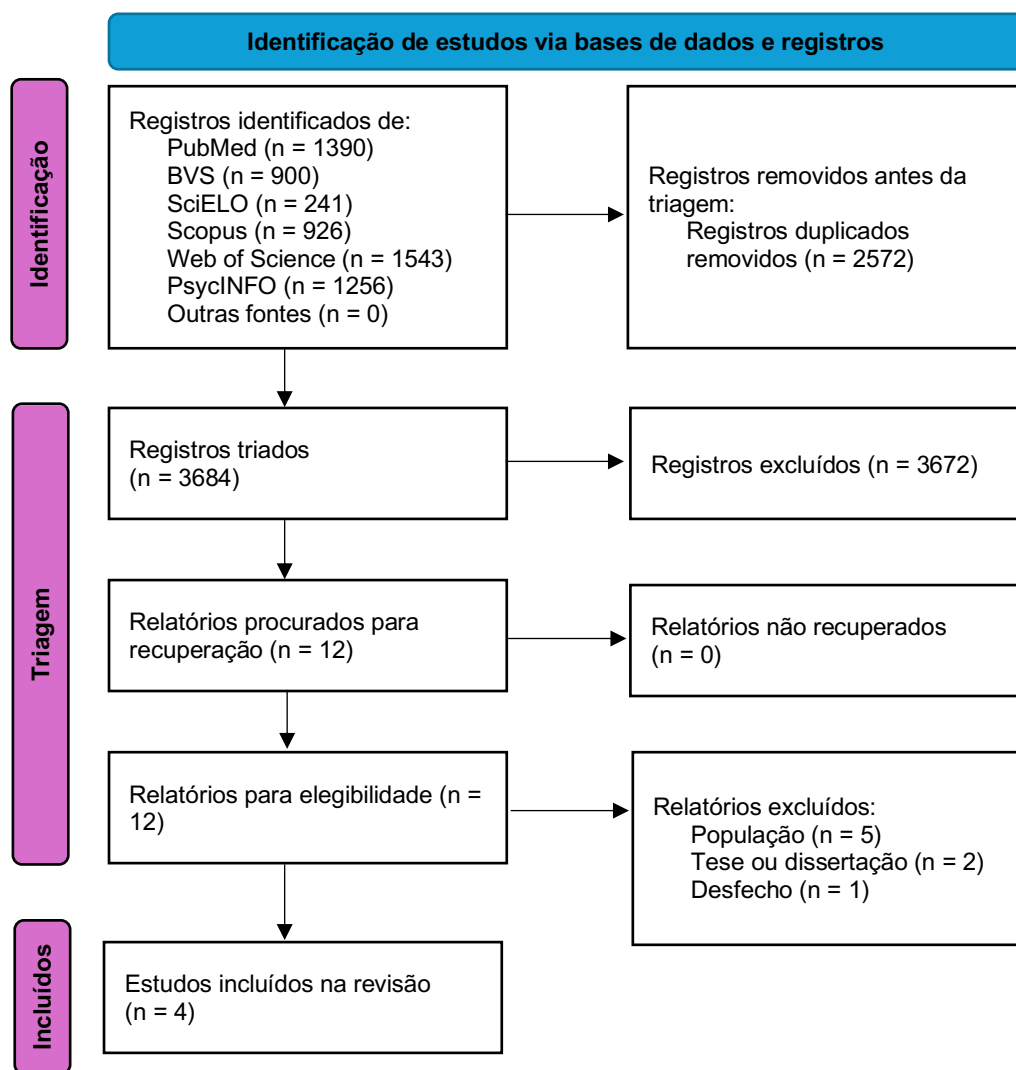 Identificação de estudos via bases de dados e registros
Identificação
Registros identificados de:
PubMed (n = 1390)
BVS (n = 900)
SciELO (n = 241)
Scopus (n = 926)
Web of Science (n = 1543)
PsycINFO (n = 1256)
Outras fontes (n = 0)
Registros removidos antes da
triagem:
Registros duplicados
removidos (n = 2572)
Triagem
Registros triados
(n = 3684)
Registros excluídos (n = 3672)
Relatórios procurados para
recuperação (n = 12)
Relatórios não recuperados
(n = 0)
Relatórios para elegibilidade (n =
12)
Relatórios excluídos:
População (n = 5)
Tese ou dissertação (n = 2)
Desfecho (n = 1)
Incluídos
Estudos incluídos na revisão
(n = 4)